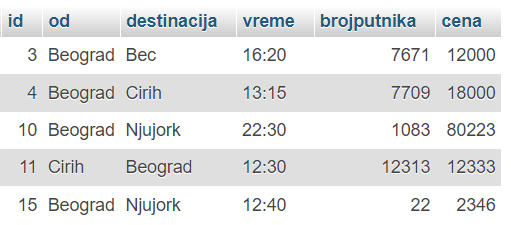 id od destinacija vreme brojputnika cena
3 Beograd Bec 16:20 7671 12000
4 Beograd Cirih 13:15 7709 18000
10 Beograd Njujork 22:30 1083 80223
11 Cirih Beograd 12:30 12313 12333
15 Beograd Njujork 12:40 22 2346